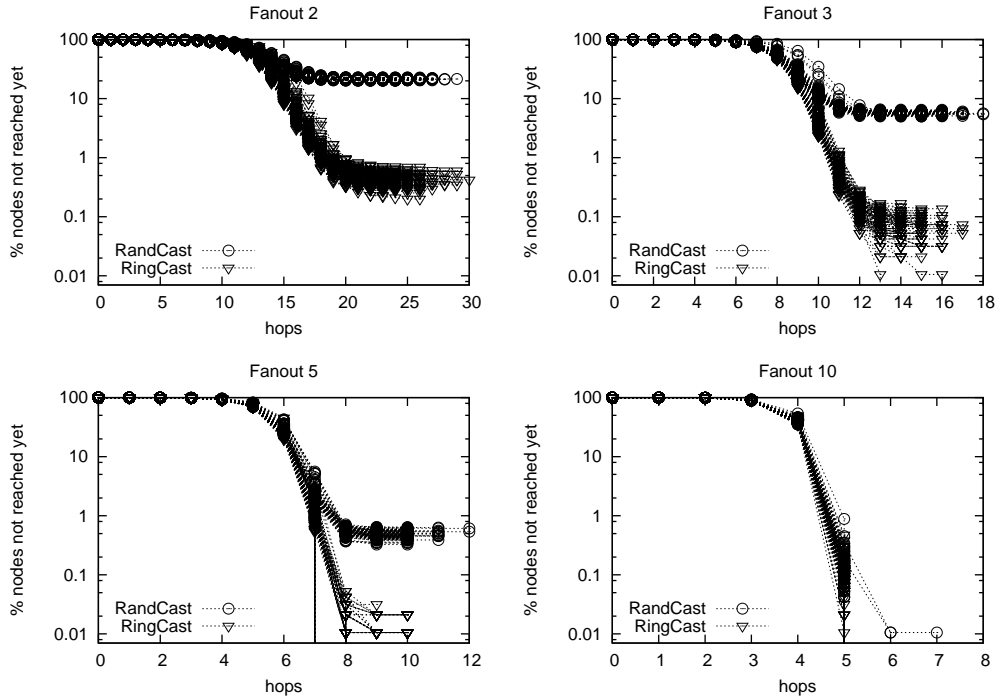 Fanout 2
% nodes not reached yet
100
10
1
0.1
0.01
RandCast
RingCast
0 5 10 15 20 25 30
hops
Fanout 3
% nodes not reached yet
100
10
1
0.1
0.01
RandCast
RingCast
0 2 4 6 8 10 12 14 16 18
hops
Fanout 5
% nodes not reached yet
100
10
1
0.1
0.01
RandCast
RingCast
0 2 4 6 8 10 12
hops
Fanout 10
% nodes not reached yet
100
10
1
0.1
0.01
RandCast
RingCast
0 1 2 3 4 5 6 7 8
hops